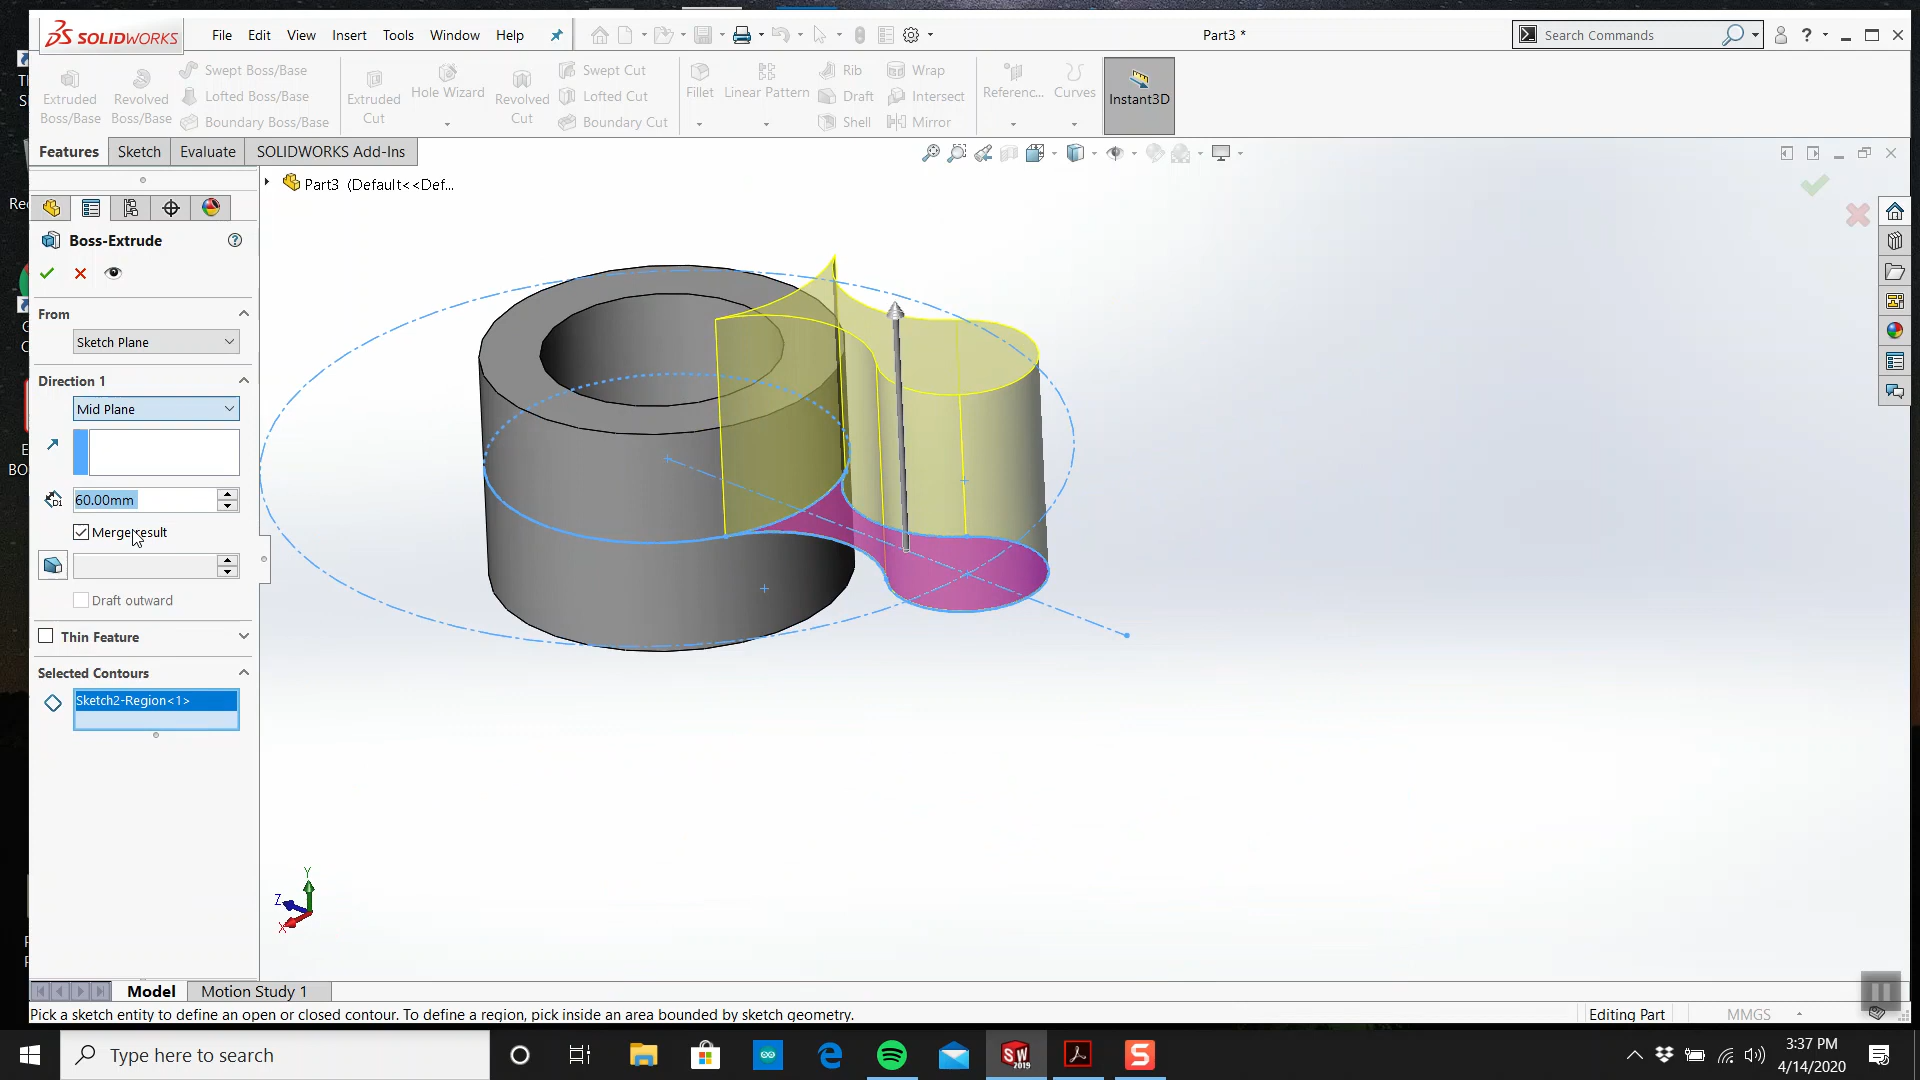 SOLIDWORKS File Edit View Insert Tools Window Help Part3 * Search Commands ?
Extruded Boss/Base
Revolved Boss/Base
Swept Boss/Base
Lofted Boss/Base
Boundary Boss/Base
Extruded Cut
Hole Wizard
Revolved Cut
Swept Cut
Lofted Cut
Boundary Cut
Fillet
Linear Pattern
Rib
Draft
Shell
Wrap
Intersect
Mirror
Referenc...
Curves
Instant3D
Features Sketch Evaluate SOLIDWORKS Add-Ins
Part3 (Default<<Def...
Boss-Extrude ?
From
Sketch Plane
Direction 1
Mid Plane
D1 60.00mm
Merge result
Draft outward
Thin Feature
Selected Contours
Sketch2-Region<1>
Y
Z
X
Model Motion Study 1
Pick a sketch entity to define an open or closed contour. To define a region, pick inside an area bounded by sketch geometry. Editing Part MMGS
Type here to search
SW 2019
S
3:37 PM
4/14/2020